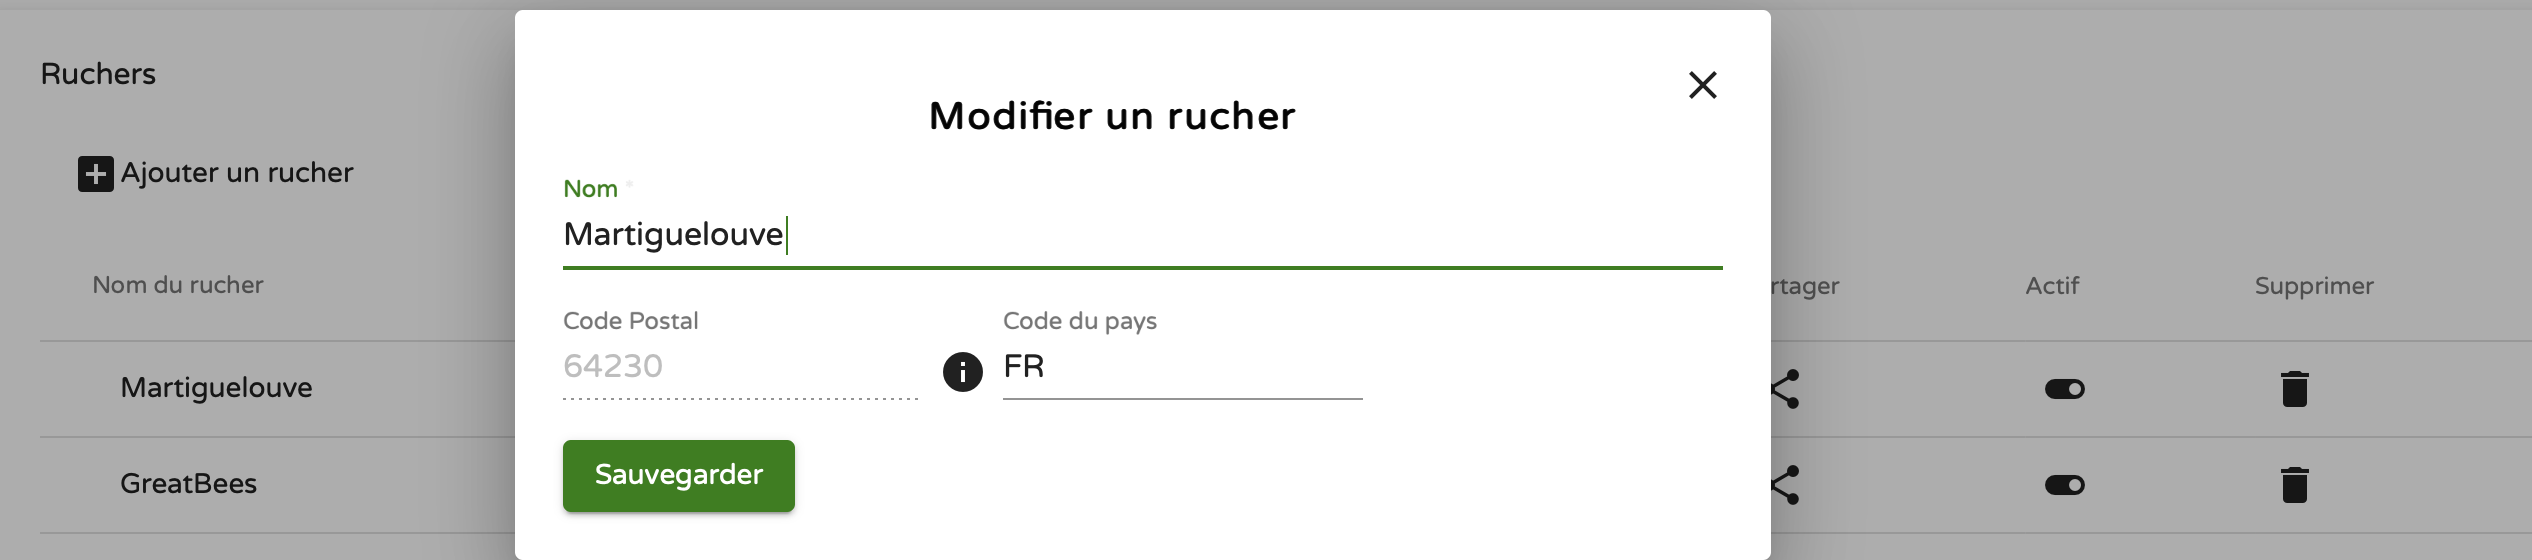 Ruchers
Ajouter un rucher
Nom du rucher
Martiguelouve
GreatBees
Modifier un rucher
Nom *
Martiguelouve
Code Postal
64230
Code du pays
FR
Sauvegarder
rtager
Actif
Supprimer